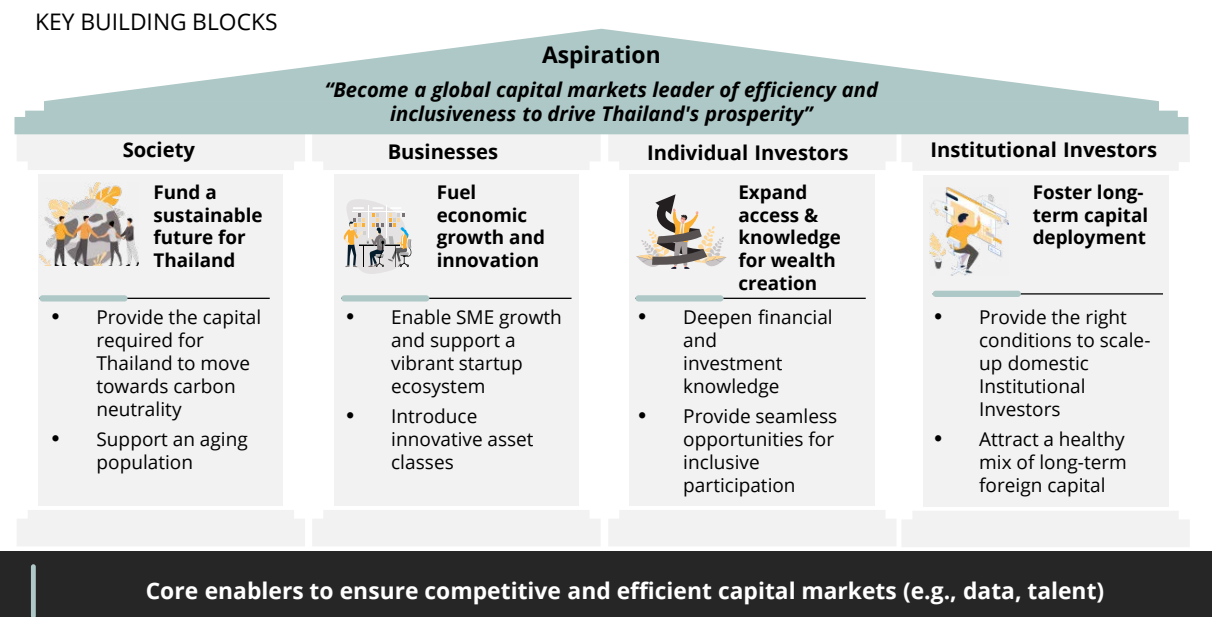 KEY BUILDING BLOCKS
Aspiration
“Become a global capital markets leader of efficiency and
inclusiveness to drive Thailand's prosperity”
Society
Fund a
sustainable
future for
Thailand
• Provide the capital
required for
Thailand to move
towards carbon
neutrality
• Support an aging
population
Businesses
Fuel
economic
growth and
innovation
• Enable SME growth
and support a
vibrant startup
ecosystem
• Introduce
innovative asset
classes
Individual Investors
Expand
access &
knowledge
for wealth
creation
• Deepen financial
and
investment
knowledge
• Provide seamless
opportunities for
inclusive
participation
Institutional Investors
Foster long-
term capital
deployment
• Provide the right
conditions to scale-
up domestic
Institutional
Investors
• Attract a healthy
mix of long-term
foreign capital
Core enablers to ensure competitive and efficient capital markets (e.g., data, talent)